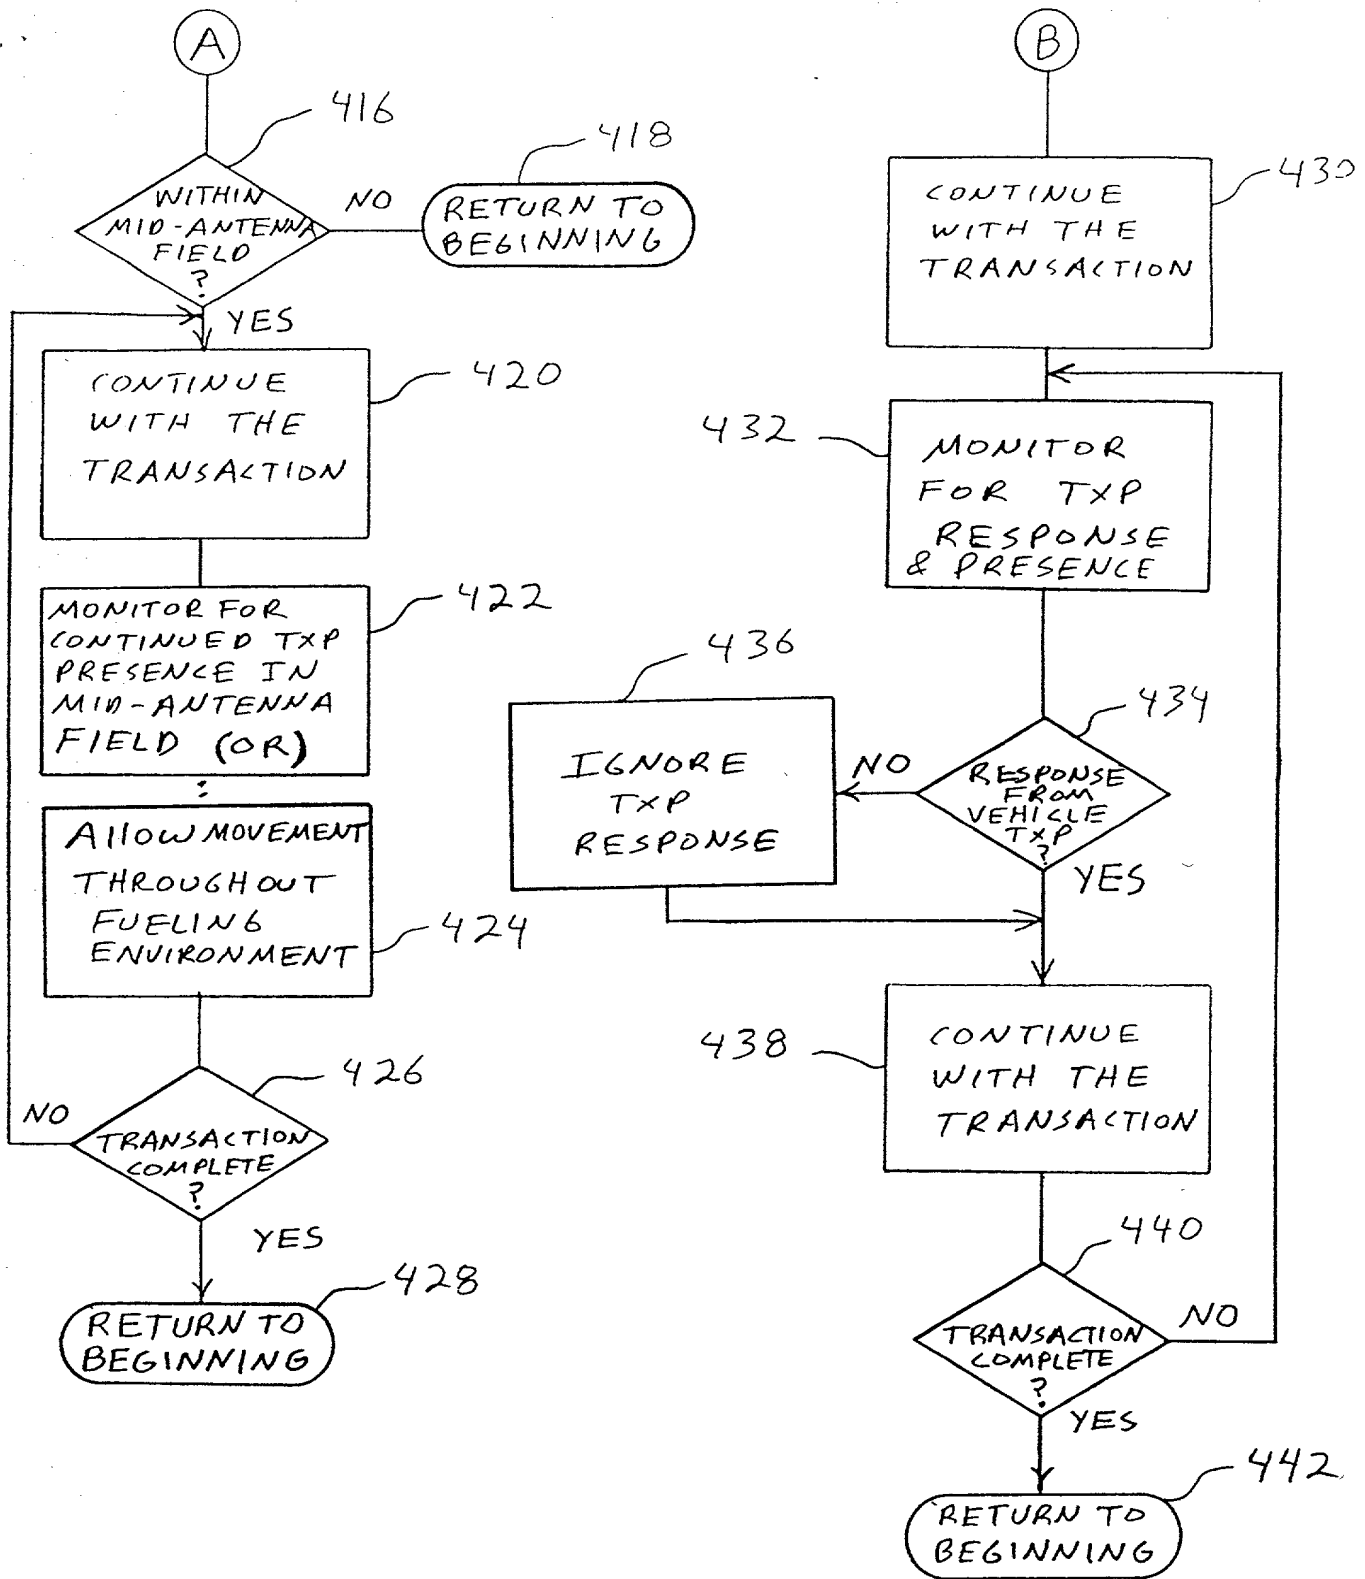 A
416
WITHIN
MID-ANTENNA
FIELD
?
NO
418
RETURN TO
BEGINNING
YES
CONTINUE
WITH THE
TRANSACTION
420
MONITOR FOR
CONTINUED TXP
PRESENCE IN
MID-ANTENNA
FIELD (OR)
422
:
ALLOW MOVEMENT
THROUGHOUT
FUELING
ENVIRONMENT
424
426
NO
TRANSACTION
COMPLETE
?
YES
428
RETURN TO
BEGINNING
B
CONTINUE
WITH THE
TRANSACTION
430
432
MONITOR
FOR TXP
RESPONSE
& PRESENCE
436
IGNORE
TXP
RESPONSE
NO
434
RESPONSE
FROM
VEHICLE
TXP
?
YES
438
CONTINUE
WITH THE
TRANSACTION
440
NO
TRANSACTION
COMPLETE
?
YES
442
RETURN TO
BEGINNING